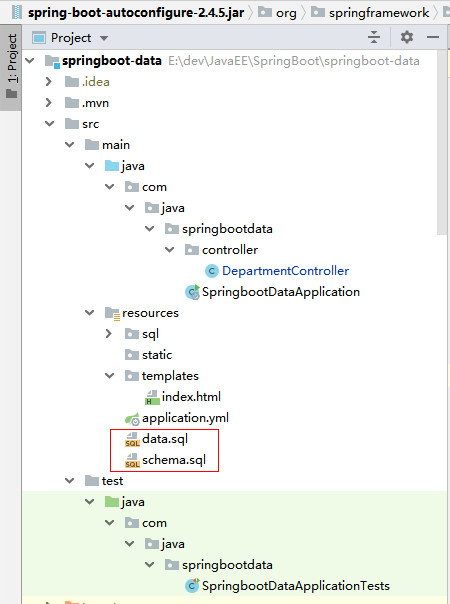 spring-boot-autoconfigure-2.4.5.jar org springframework
1: Project
Project
springboot-data E:\dev\JavaEE\SpringBoot\springboot-data
.idea
.mvn
src
main
java
com
java
springbootdata
controller
DepartmentController
SpringbootDataApplication
resources
sql
static
templates
index.html
application.yml
data.sql
schema.sql
test
java
com
java
springbootdata
SpringbootDataApplicationTests